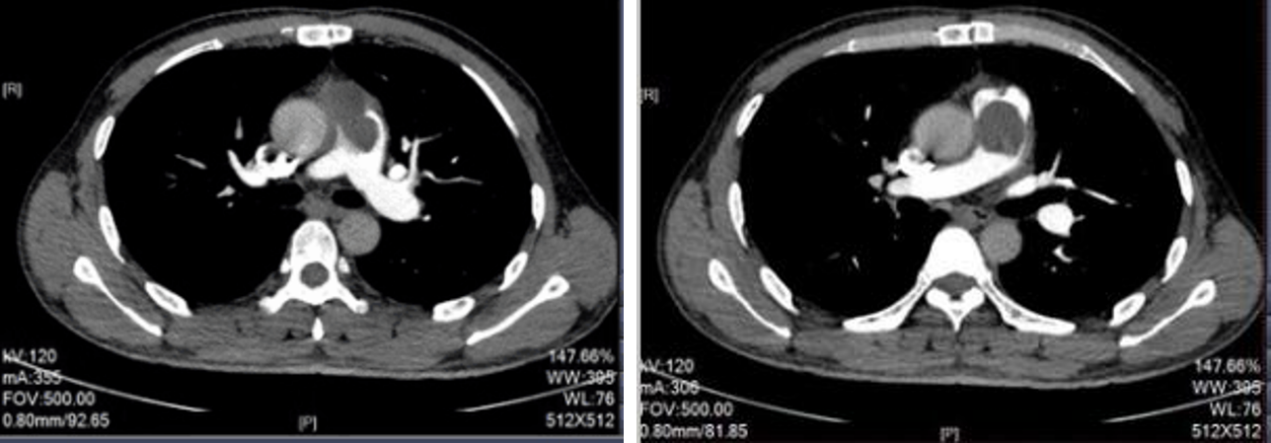 [R]
kV:120
mA:355
FOV:500.00
0.80mm/92.65
[P]
147.66%
WW:395
WL:76
512X512
[R]
kV:120
mA:306
FOV:500.00
0.80mm/81.85
[P]
147.66%
WW:395
WL:76
512X512